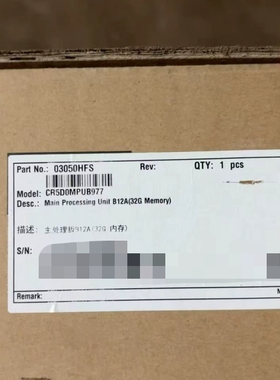 Part No.: 03050HFS Rev: QTY: 1 pcs
Model: CR5D0MPUB977
Desc.: Main Processing Unit B12A(32G Memory)
描述: 主处理板B12A(32G 内存)
S/N:
Remark: